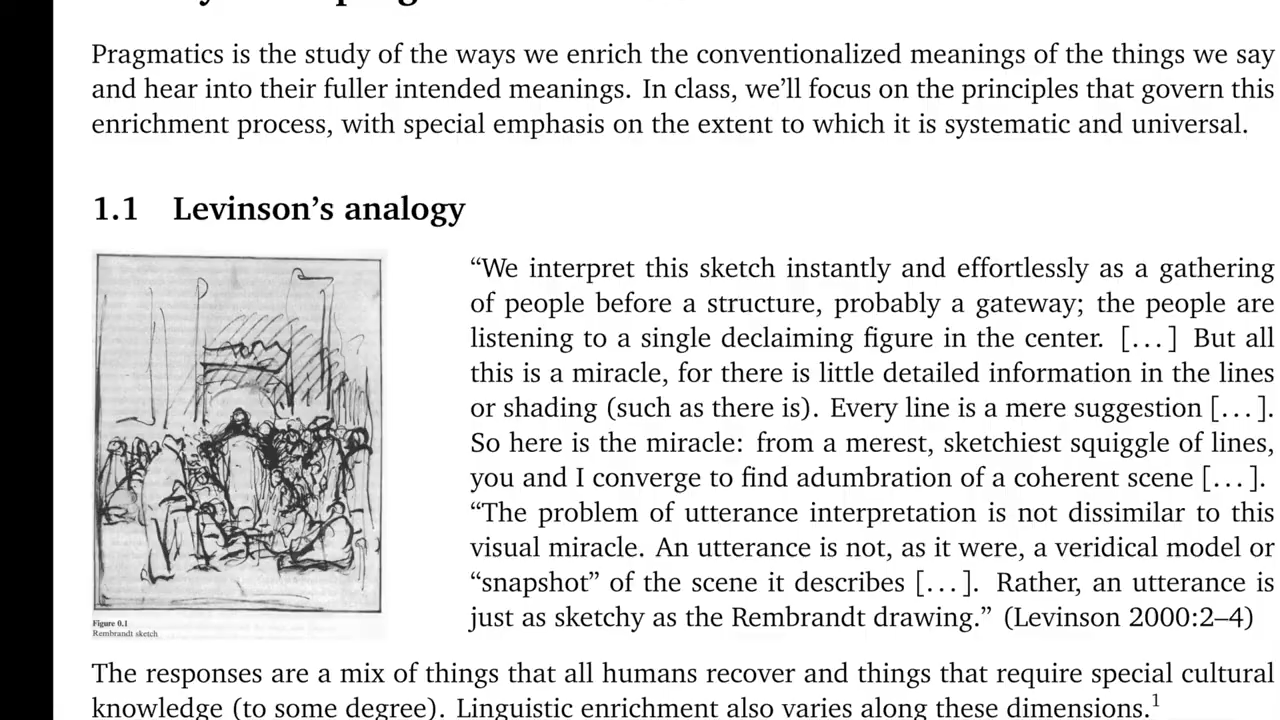 Pragmatics is the study of the ways we enrich the conventionalized meanings of the things we say
and hear into their fuller intended meanings. In class, we'll focus on the principles that govern this
enrichment process, with special emphasis on the extent to which it is systematic and universal.
1.1 Levinson's analogy
“We interpret this sketch instantly and effortlessly as a gathering
of people before a structure, probably a gateway; the people are
listening to a single declaiming figure in the center. [...] But all
this is a miracle, for there is little detailed information in the lines
or shading (such as there is). Every line is a mere suggestion [...].
So here is the miracle: from a merest, sketchiest squiggle of lines,
you and I converge to find adumbration of a coherent scene [...].
“The problem of utterance interpretation is not dissimilar to this
visual miracle. An utterance is not, as it were, a veridical model or
“snapshot” of the scene it describes [...]. Rather, an utterance is
just as sketchy as the Rembrandt drawing.” (Levinson 2000:2–4)
Figure 0.1
Rembrandt sketch
The responses are a mix of things that all humans recover and things that require special cultural
knowledge (to some degree). Linguistic enrichment also varies along these dimensions.1